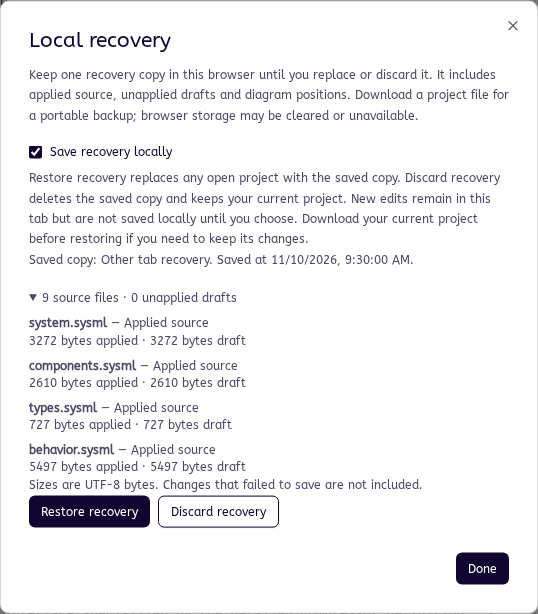 Local recovery
Keep one recovery copy in this browser until you replace or discard it. It includes
applied source, unapplied drafts and diagram positions. Download a project file for
a portable backup; browser storage may be cleared or unavailable.
Save recovery locally
Restore recovery replaces any open project with the saved copy. Discard recovery
deletes the saved copy and keeps your current project. New edits remain in this
tab but are not saved locally until you choose. Download your current project
before restoring if you need to keep its changes.
Saved copy: Other tab recovery. Saved at 11/10/2026, 9:30:00 AM.
▼ 9 source files · 0 unapplied drafts
system.sysml — Applied source
3272 bytes applied · 3272 bytes draft
components.sysml — Applied source
2610 bytes applied · 2610 bytes draft
types.sysml — Applied source
727 bytes applied · 727 bytes draft
behavior.sysml — Applied source
5497 bytes applied · 5497 bytes draft
Sizes are UTF-8 bytes. Changes that failed to save are not included.
Restore recovery
Discard recovery
Done